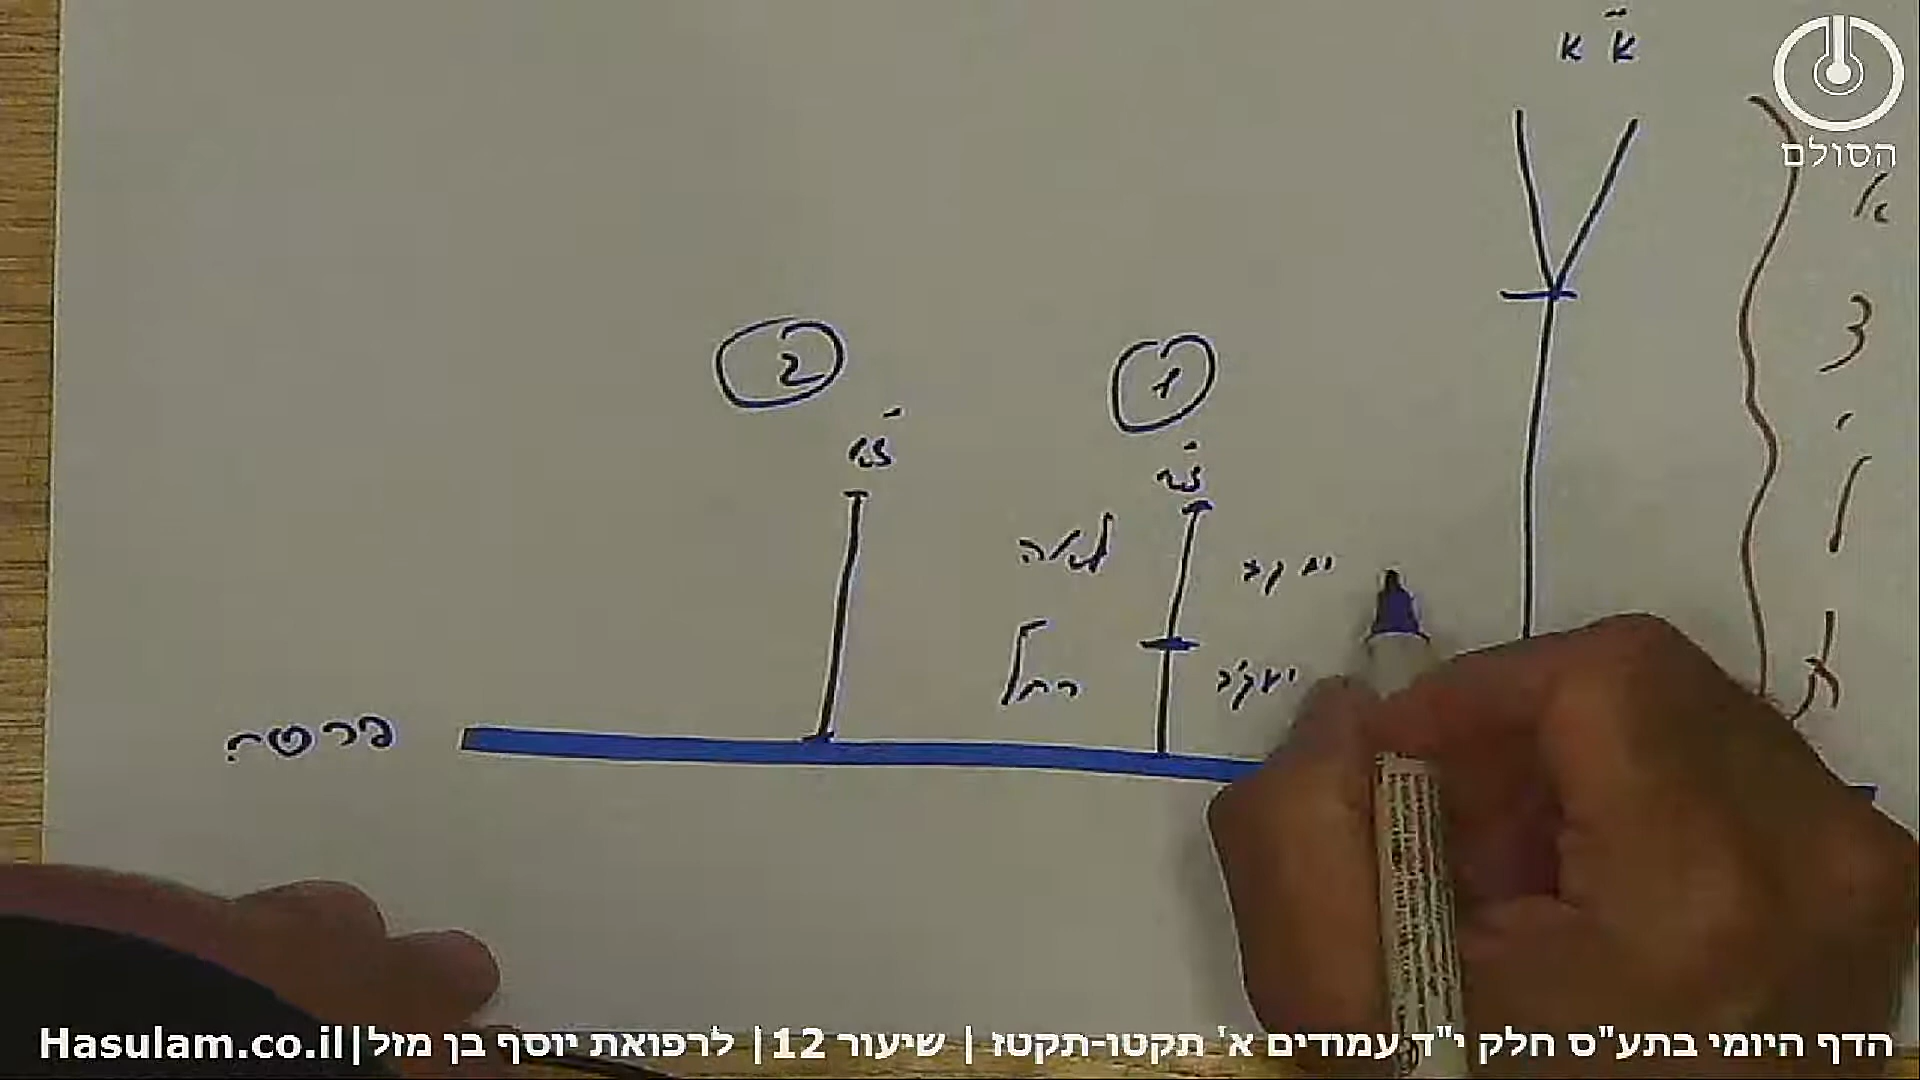 א א
הסולם
א
צ
י
ו
ת
2
1
ז"א
ז"א
לאה
יעקב
רחל
יעקב
פרסה
הדף היומי בתע"ס חלק י"ד עמודים א' תקטו-תקטז | שיעור 12 | לרפואת יוסף בן מזל|Hasulam.co.il